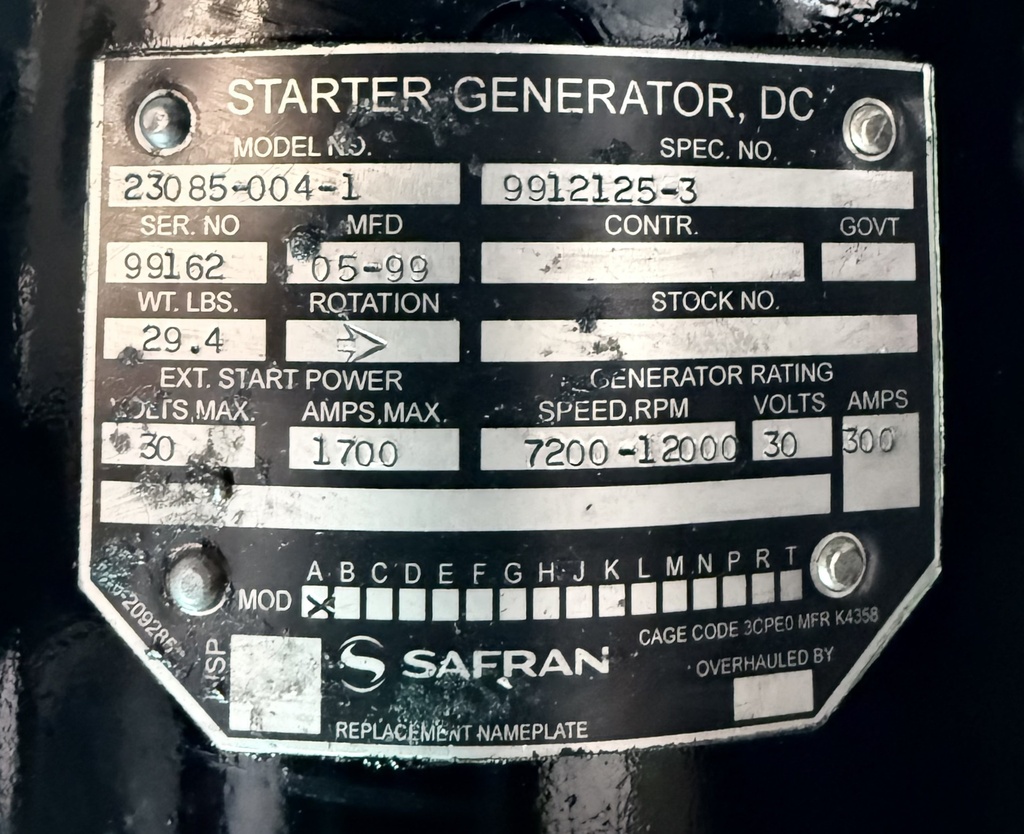 STARTER GENERATOR, DC
MODEL NO. SPEC. NO.
23085-004-1 9912125-3
SER. NO MFD CONTR. GOVT
99162 05-99
WT. LBS. ROTATION STOCK NO.
29.4
EXT. START POWER GENERATOR RATING
VOLTS,MAX. AMPS,MAX. SPEED,RPM VOLTS AMPS
30 1700 7200-12000 30 300
A B C D E F G H J K L M N P R T
MOD X
CAGE CODE 3CPE0 MFR K4358
SAFRAN
OVERHAULED BY
REPLACEMENT NAMEPLATE